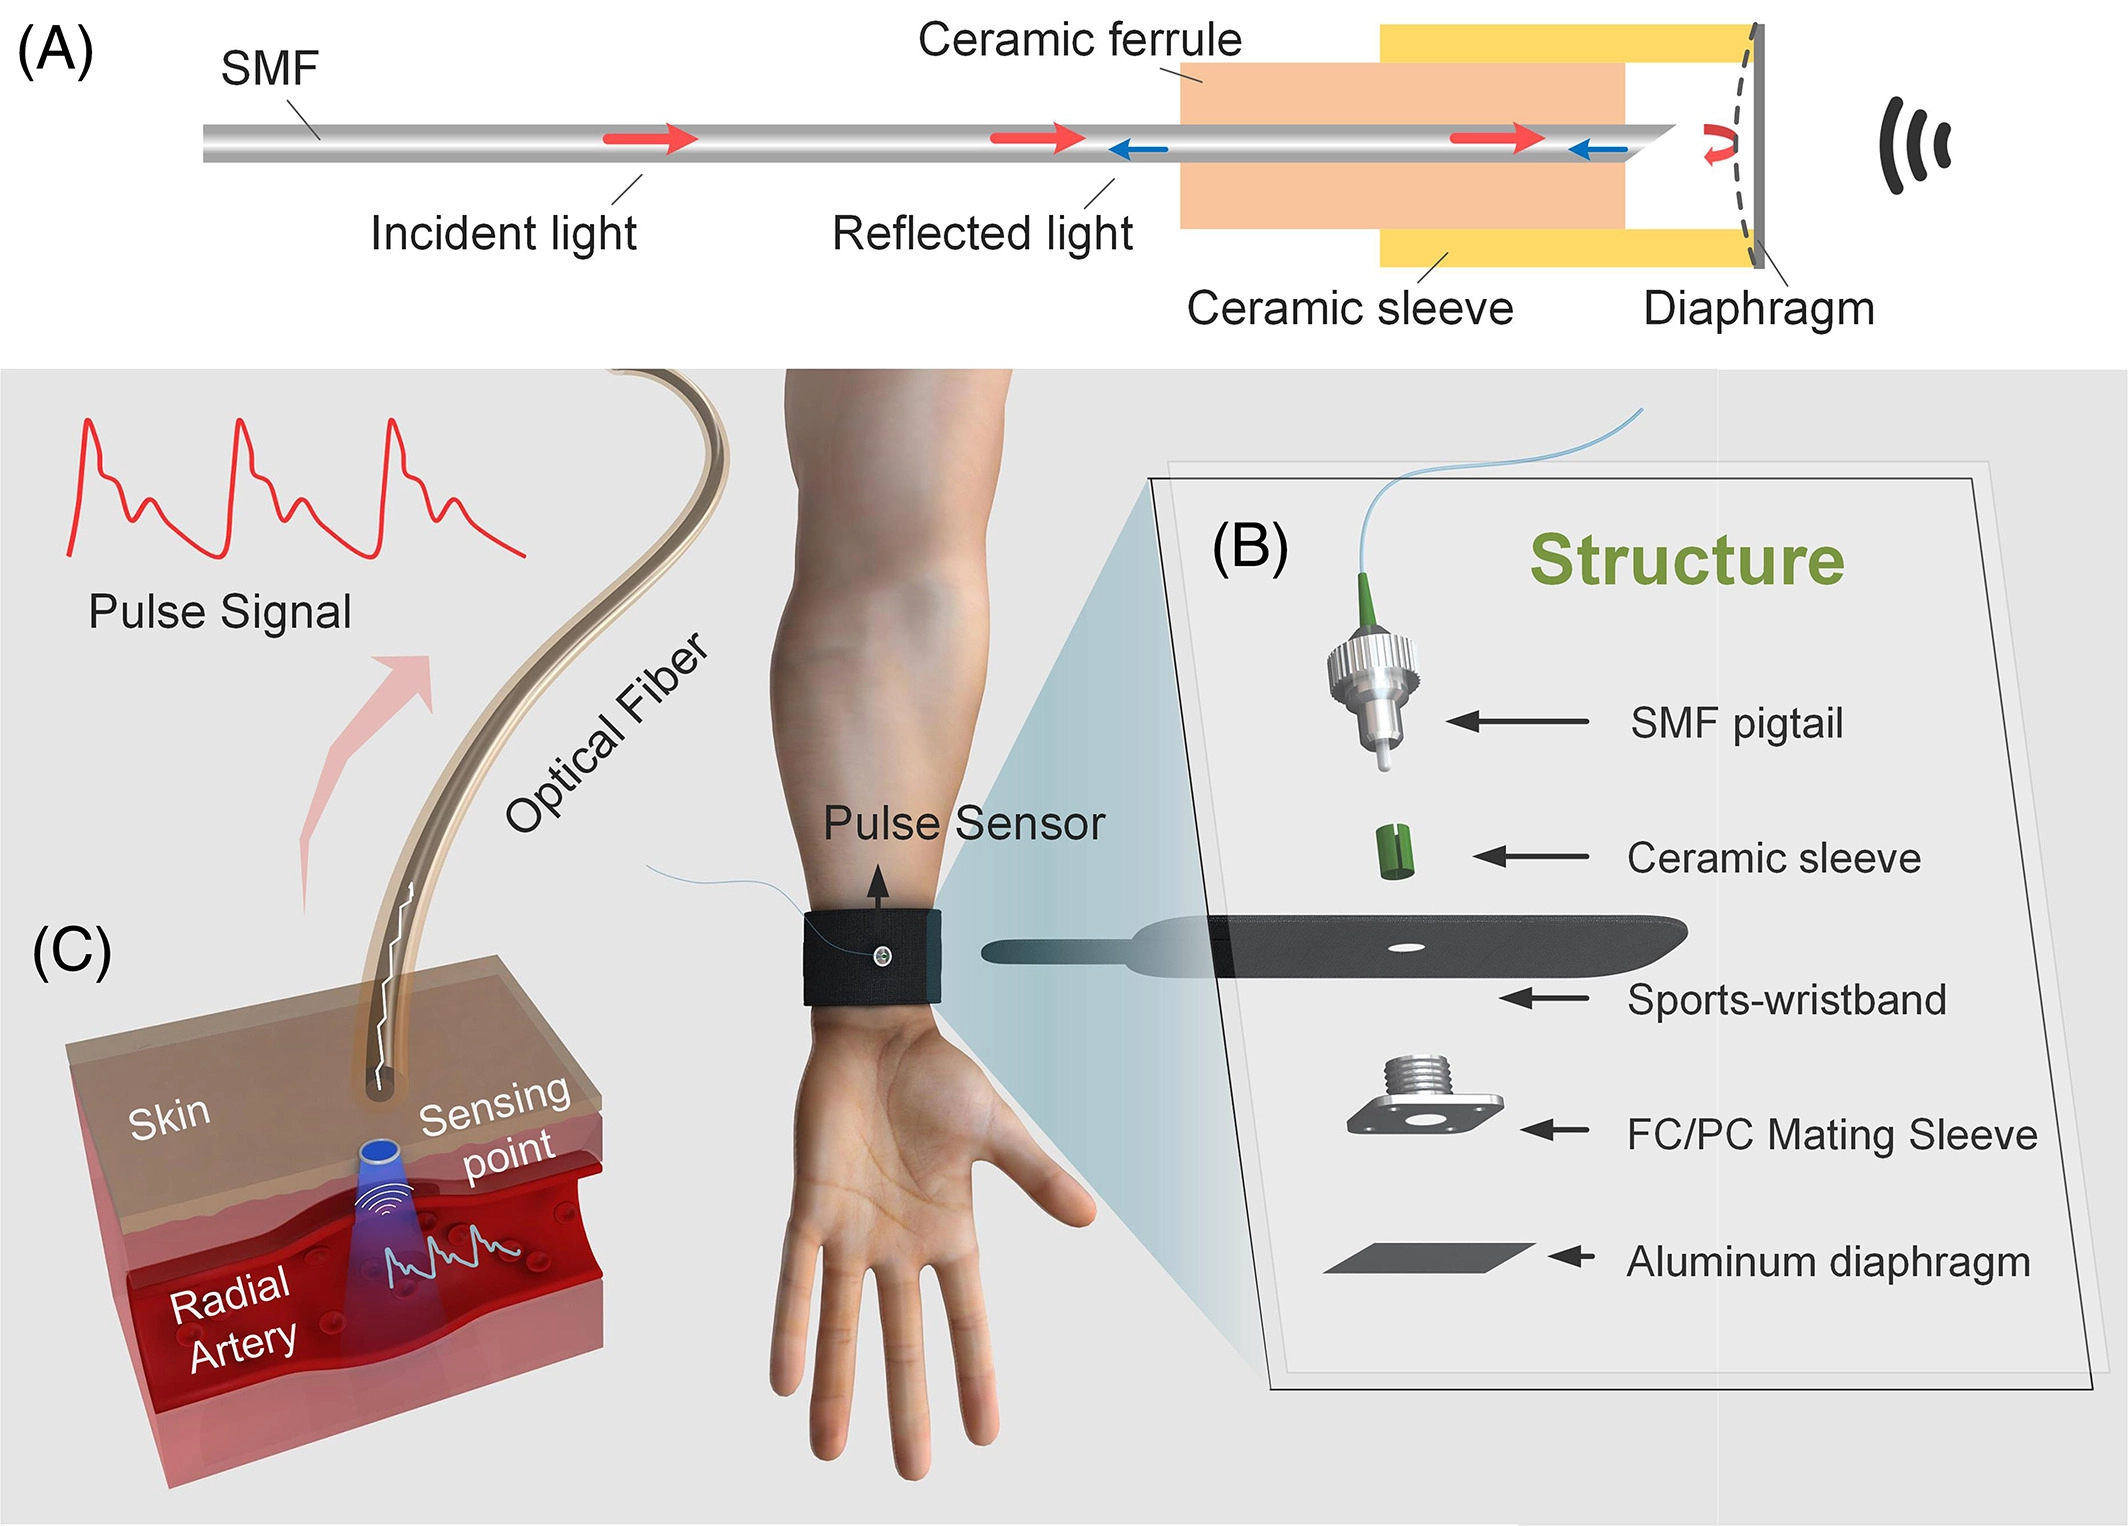 (A)
SMF
Ceramic ferrule
Incident light
Reflected light
Ceramic sleeve
Diaphragm
Pulse Signal
Optical Fiber
Pulse Sensor
(B)
Structure
SMF pigtail
Ceramic sleeve
Sports-wristband
FC/PC Mating Sleeve
Aluminum diaphragm
(C)
Skin
Sensing
point
Radial
Artery